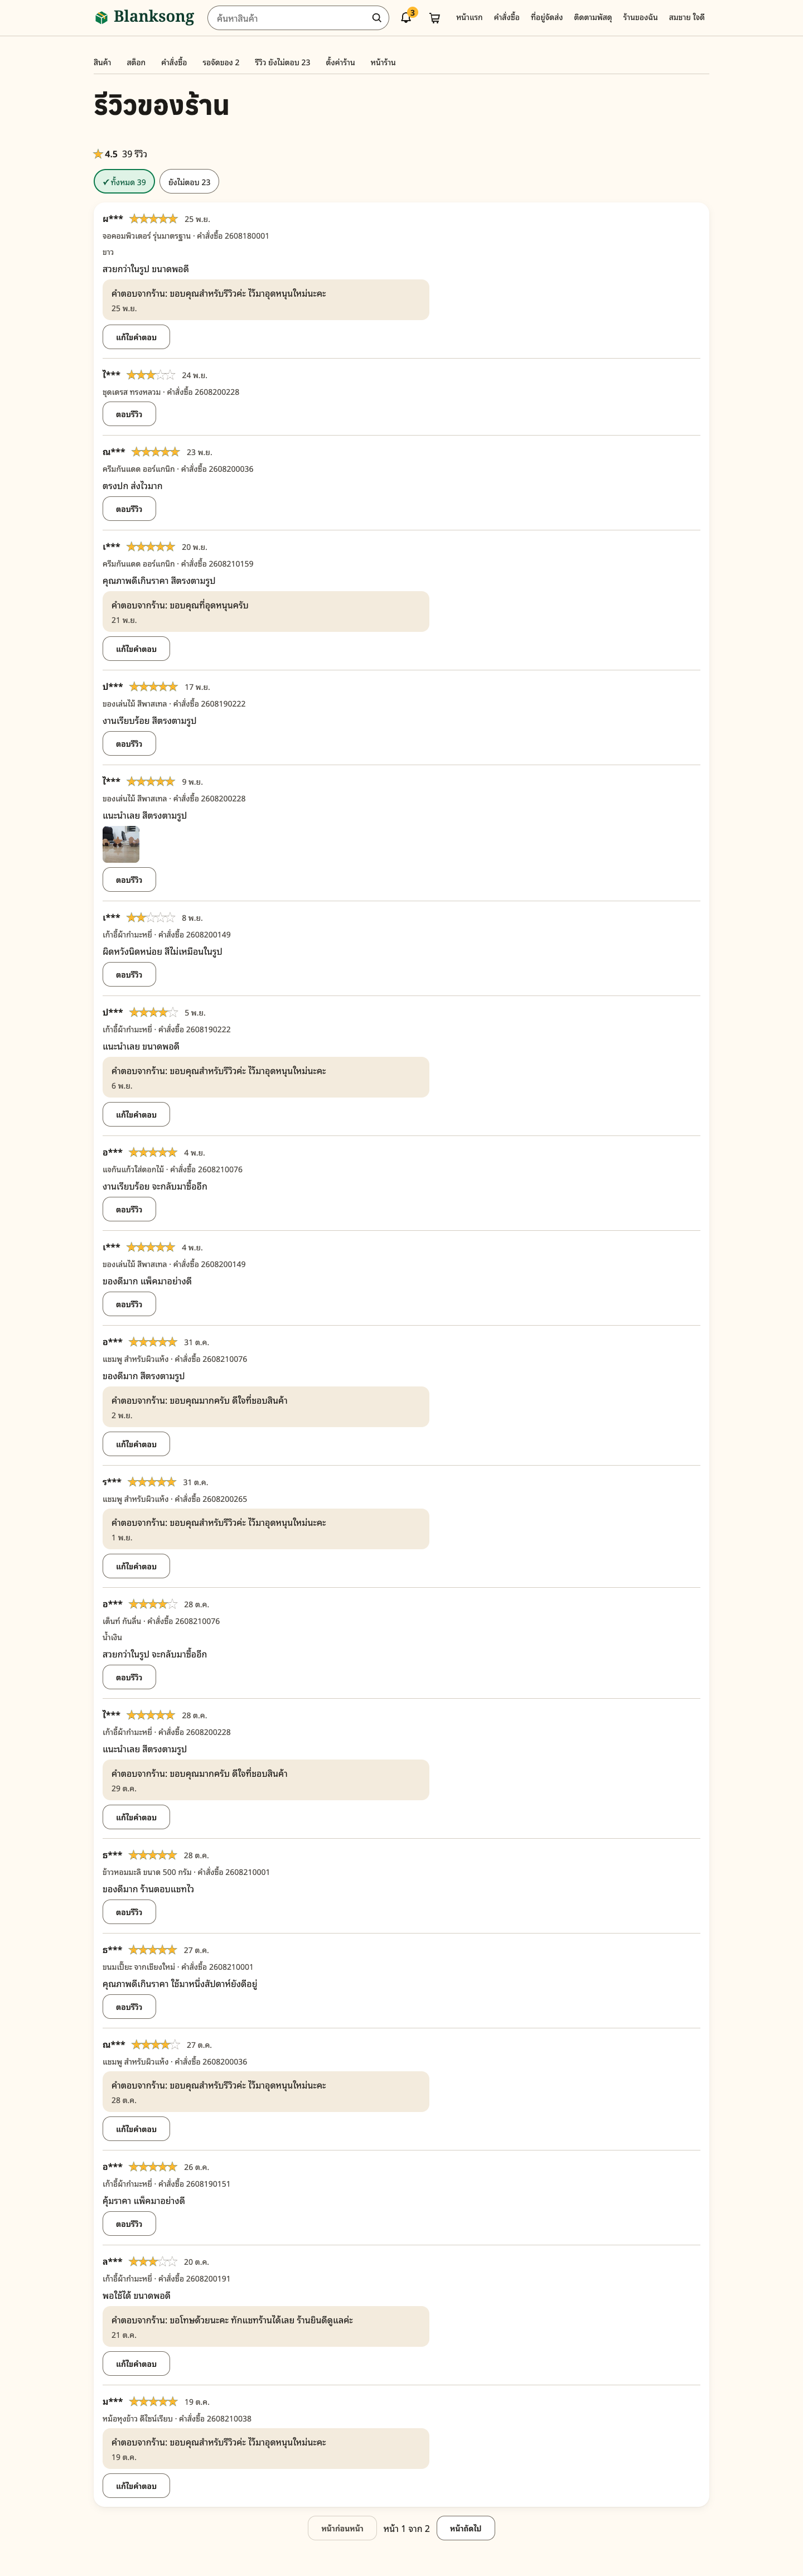 Blanksong
ค้นหาสินค้า
3
หน้าแรก
คำสั่งซื้อ
ที่อยู่จัดส่ง
ติดตามพัสดุ
ร้านของฉัน
สมชาย ใจดี
สินค้า
สต็อก
คำสั่งซื้อ
รอจัดของ 2
รีวิว ยังไม่ตอบ 23
ตั้งค่าร้าน
หน้าร้าน
รีวิวของร้าน
4.5 39 รีวิว
✓ ทั้งหมด 39
ยังไม่ตอบ 23
ผ*** 25 พ.ย.
จอคอมพิวเตอร์ รุ่นมาตรฐาน · คำสั่งซื้อ 2608180001
ขาว
สวยกว่าในรูป ขนาดพอดี
คำตอบจากร้าน: ขอบคุณสำหรับรีวิวค่ะ ไว้มาอุดหนุนใหม่นะคะ
25 พ.ย.
แก้ไขคำตอบ
ใ*** 24 พ.ย.
ชุดเดรส ทรงหลวม · คำสั่งซื้อ 2608200228
ตอบรีวิว
ณ*** 23 พ.ย.
ครีมกันแดด ออร์แกนิก · คำสั่งซื้อ 2608200036
ตรงปก ส่งไวมาก
ตอบรีวิว
เ*** 20 พ.ย.
ครีมกันแดด ออร์แกนิก · คำสั่งซื้อ 2608210159
คุณภาพดีเกินราคา สีตรงตามรูป
คำตอบจากร้าน: ขอบคุณที่อุดหนุนครับ
21 พ.ย.
แก้ไขคำตอบ
ป*** 17 พ.ย.
ของเล่นไม้ สีพาสเทล · คำสั่งซื้อ 2608190222
งานเรียบร้อย สีตรงตามรูป
ตอบรีวิว
ใ*** 9 พ.ย.
ของเล่นไม้ สีพาสเทล · คำสั่งซื้อ 2608200228
แนะนำเลย สีตรงตามรูป
ตอบรีวิว
เ*** 8 พ.ย.
เก้าอี้ผ้ากำมะหยี่ · คำสั่งซื้อ 2608200149
ผิดหวังนิดหน่อย สีไม่เหมือนในรูป
ตอบรีวิว
ป*** 5 พ.ย.
เก้าอี้ผ้ากำมะหยี่ · คำสั่งซื้อ 2608190222
แนะนำเลย ขนาดพอดี
คำตอบจากร้าน: ขอบคุณสำหรับรีวิวค่ะ ไว้มาอุดหนุนใหม่นะคะ
6 พ.ย.
แก้ไขคำตอบ
อ*** 4 พ.ย.
แจกันแก้วใส่ดอกไม้ · คำสั่งซื้อ 2608210076
งานเรียบร้อย จะกลับมาซื้ออีก
ตอบรีวิว
เ*** 4 พ.ย.
ของเล่นไม้ สีพาสเทล · คำสั่งซื้อ 2608200149
ของดีมาก แพ็คมาอย่างดี
ตอบรีวิว
อ*** 31 ต.ค.
แชมพู สำหรับผิวแห้ง · คำสั่งซื้อ 2608210076
ของดีมาก สีตรงตามรูป
คำตอบจากร้าน: ขอบคุณมากครับ ดีใจที่ชอบสินค้า
2 พ.ย.
แก้ไขคำตอบ
ร*** 31 ต.ค.
แชมพู สำหรับผิวแห้ง · คำสั่งซื้อ 2608200265
คำตอบจากร้าน: ขอบคุณสำหรับรีวิวค่ะ ไว้มาอุดหนุนใหม่นะคะ
1 พ.ย.
แก้ไขคำตอบ
อ*** 28 ต.ค.
เต็นท์ กันลื่น · คำสั่งซื้อ 2608210076
น้ำเงิน
สวยกว่าในรูป จะกลับมาซื้ออีก
ตอบรีวิว
ใ*** 28 ต.ค.
เก้าอี้ผ้ากำมะหยี่ · คำสั่งซื้อ 2608200228
แนะนำเลย สีตรงตามรูป
คำตอบจากร้าน: ขอบคุณมากครับ ดีใจที่ชอบสินค้า
29 ต.ค.
แก้ไขคำตอบ
ธ*** 28 ต.ค.
ข้าวหอมมะลิ ขนาด 500 กรัม · คำสั่งซื้อ 2608210001
ของดีมาก ร้านตอบแชทไว
ตอบรีวิว
ธ*** 27 ต.ค.
ขนมเปี๊ยะ จากเชียงใหม่ · คำสั่งซื้อ 2608210001
คุณภาพดีเกินราคา ใช้มาหนึ่งสัปดาห์ยังดีอยู่
ตอบรีวิว
ณ*** 27 ต.ค.
แชมพู สำหรับผิวแห้ง · คำสั่งซื้อ 2608200036
คำตอบจากร้าน: ขอบคุณสำหรับรีวิวค่ะ ไว้มาอุดหนุนใหม่นะคะ
28 ต.ค.
แก้ไขคำตอบ
อ*** 26 ต.ค.
เก้าอี้ผ้ากำมะหยี่ · คำสั่งซื้อ 2608190151
คุ้มราคา แพ็คมาอย่างดี
ตอบรีวิว
ล*** 20 ต.ค.
เก้าอี้ผ้ากำมะหยี่ · คำสั่งซื้อ 2608200191
พอใช้ได้ ขนาดพอดี
คำตอบจากร้าน: ขอโทษด้วยนะคะ ทักแชทร้านได้เลย ร้านยินดีดูแลค่ะ
21 ต.ค.
แก้ไขคำตอบ
ม*** 19 ต.ค.
หม้อหุงข้าว ดีไซน์เรียบ · คำสั่งซื้อ 2608210038
คำตอบจากร้าน: ขอบคุณสำหรับรีวิวค่ะ ไว้มาอุดหนุนใหม่นะคะ
19 ต.ค.
แก้ไขคำตอบ
หน้าก่อนหน้า
หน้า 1 จาก 2
หน้าถัดไป